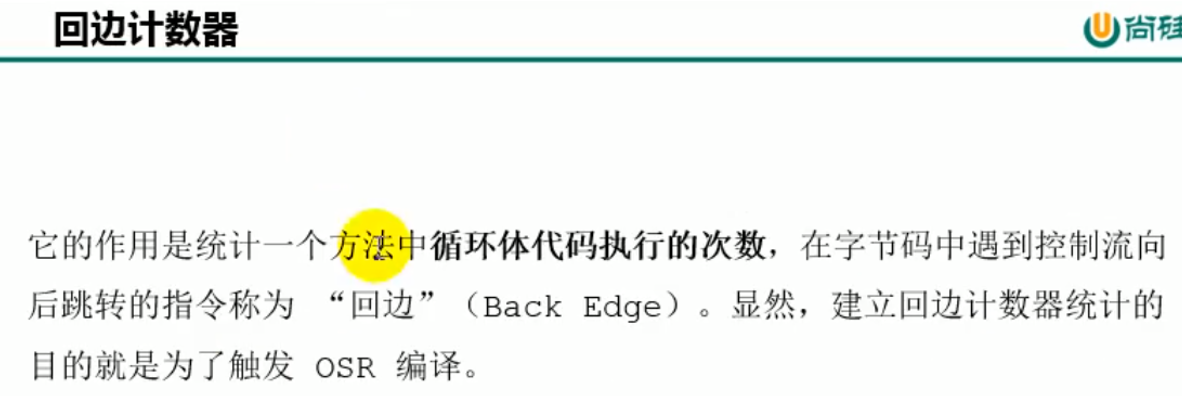 回边计数器
尚硅
它的作用是统计一个方法中循环体代码执行的次数，在字节码中遇到控制流向
后跳转的指令称为 “回边”（Back Edge）。显然，建立回边计数器统计的
目的就是为了触发 OSR 编译。